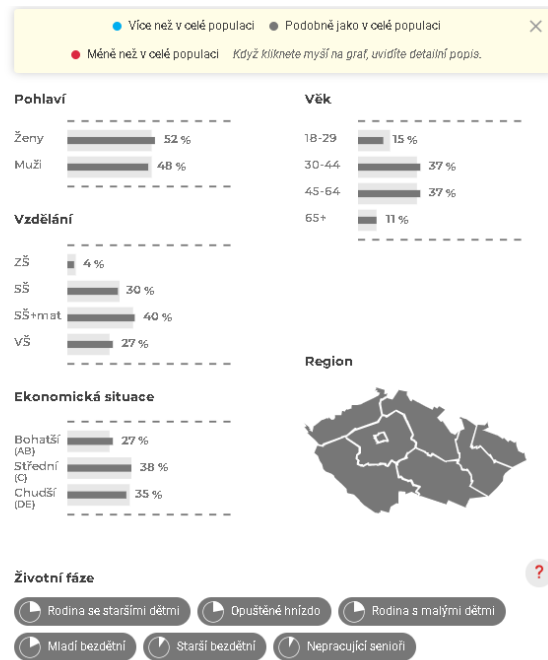 Více než v celé populaci Podobně jako v celé populaci
Méně než v celé populaci Když kliknete myší na graf, uvidíte detailní popis.
Pohlaví
Ženy 52 %
Muži 48 %
Věk
18-29 15 %
30-44 37 %
45-64 37 %
65+ 11 %
Vzdělání
ZŠ 4 %
SŠ 30 %
SŠ+mat 40 %
VŠ 27 %
Region
Ekonomická situace
Bohatší 27 %
(AB)
Střední 38 %
(C)
Chudší 35 %
(DE)
Životní fáze
?
Rodina se staršími dětmi Opuštěné hnízdo Rodina s malými dětmi
Mladí bezdětní Starší bezdětní Nepracující senioři